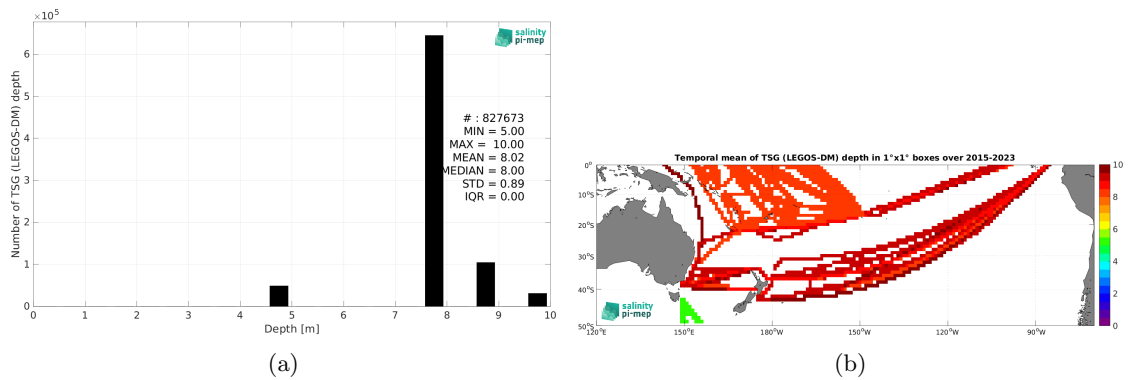 ×10⁵
salinity
pi-mep
Number of TSG (LEGOS-DM) depth
6
5
4
3
2
1
0
# : 827673
MIN = 5.00
MAX = 10.00
MEAN = 8.02
MEDIAN = 8.00
STD = 0.89
IQR = 0.00
0 1 2 3 4 5 6 7 8 9 10
Depth [m]
(a)
Temporal mean of TSG (LEGOS-DM) depth in 1°x1° boxes over 2015-2023
0°
10°S
20°S
30°S
40°S
50°S
120°E 150°E 180°W 150°W 120°W 90°W
10
8
6
4
2
0
salinity
pi-mep
(b)